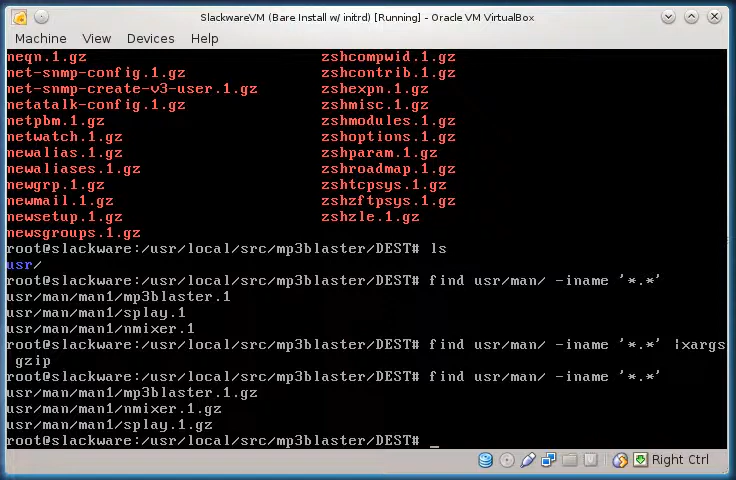 SlackwareVM (Bare Install w/ initrd) [Running] - Oracle VM VirtualBox
Machine View Devices Help
neqn.1.gz zshcompwid.1.gz
net-snmp-config.1.gz zshcontrib.1.gz
net-snmp-create-v3-user.1.gz zshexpn.1.gz
netatalk-config.1.gz zshmisc.1.gz
netpbm.1.gz zshmodules.1.gz
netwatch.1.gz zshoptions.1.gz
newalias.1.gz zshparam.1.gz
newaliases.1.gz zshroadmap.1.gz
newgrp.1.gz zshtcpsys.1.gz
newmail.1.gz zshzftpsys.1.gz
newsetup.1.gz zshzle.1.gz
newsgroups.1.gz
root@slackware:/usr/local/src/mp3blaster/DEST# ls
usr/
root@slackware:/usr/local/src/mp3blaster/DEST# find usr/man/ -iname '*.*'
usr/man/man1/mp3blaster.1
usr/man/man1/splay.1
usr/man/man1/nmixer.1
root@slackware:/usr/local/src/mp3blaster/DEST# find usr/man/ -iname '*.*' |xargs
gzip
root@slackware:/usr/local/src/mp3blaster/DEST# find usr/man/ -iname '*.*'
usr/man/man1/mp3blaster.1.gz
usr/man/man1/nmixer.1.gz
usr/man/man1/splay.1.gz
root@slackware:/usr/local/src/mp3blaster/DEST# _
Right Ctrl